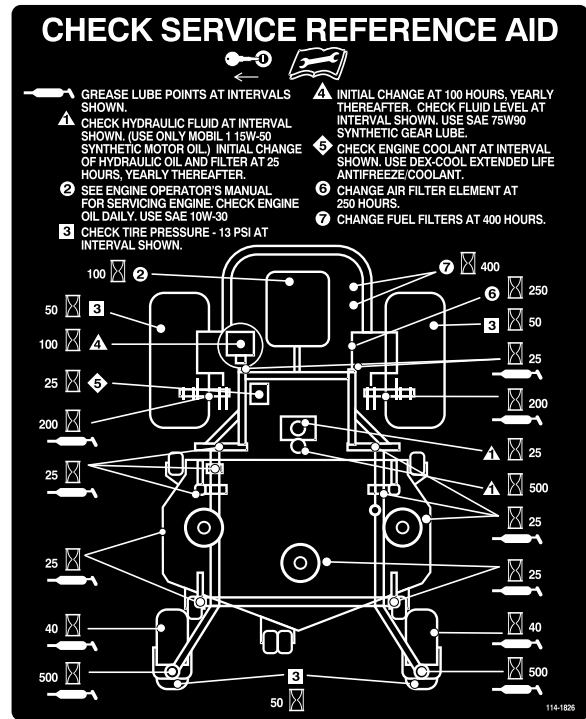 CHECK SERVICE REFERENCE AID
GREASE LUBE POINTS AT INTERVALS
SHOWN.
1 CHECK HYDRAULIC FLUID AT INTERVAL
SHOWN. (USE ONLY MOBIL 1 15W-50
SYNTHETIC MOTOR OIL.) INITIAL CHANGE
OF HYDRAULIC OIL AND FILTER AT 25
HOURS, YEARLY THEREAFTER.
2 SEE ENGINE OPERATOR'S MANUAL
FOR SERVICING ENGINE. CHECK ENGINE
OIL DAILY. USE SAE 10W-30
3 CHECK TIRE PRESSURE - 13 PSI AT
INTERVAL SHOWN.
4 INITIAL CHANGE AT 100 HOURS, YEARLY
THEREAFTER. CHECK FLUID LEVEL AT
INTERVAL SHOWN. USE SAE 75W90
SYNTHETIC GEAR LUBE.
5 CHECK ENGINE COOLANT AT INTERVAL
SHOWN. USE DEX-COOL EXTENDED LIFE
ANTIFREEZE/COOLANT.
6 CHANGE AIR FILTER ELEMENT AT
250 HOURS.
7 CHANGE FUEL FILTERS AT 400 HOURS.
100 2
7 400
6 250
50 3
3 50
100 4
25
25 5
200
200
1 25
25
1 500
25
25
25
40
40
500
500
3
50
114-1826